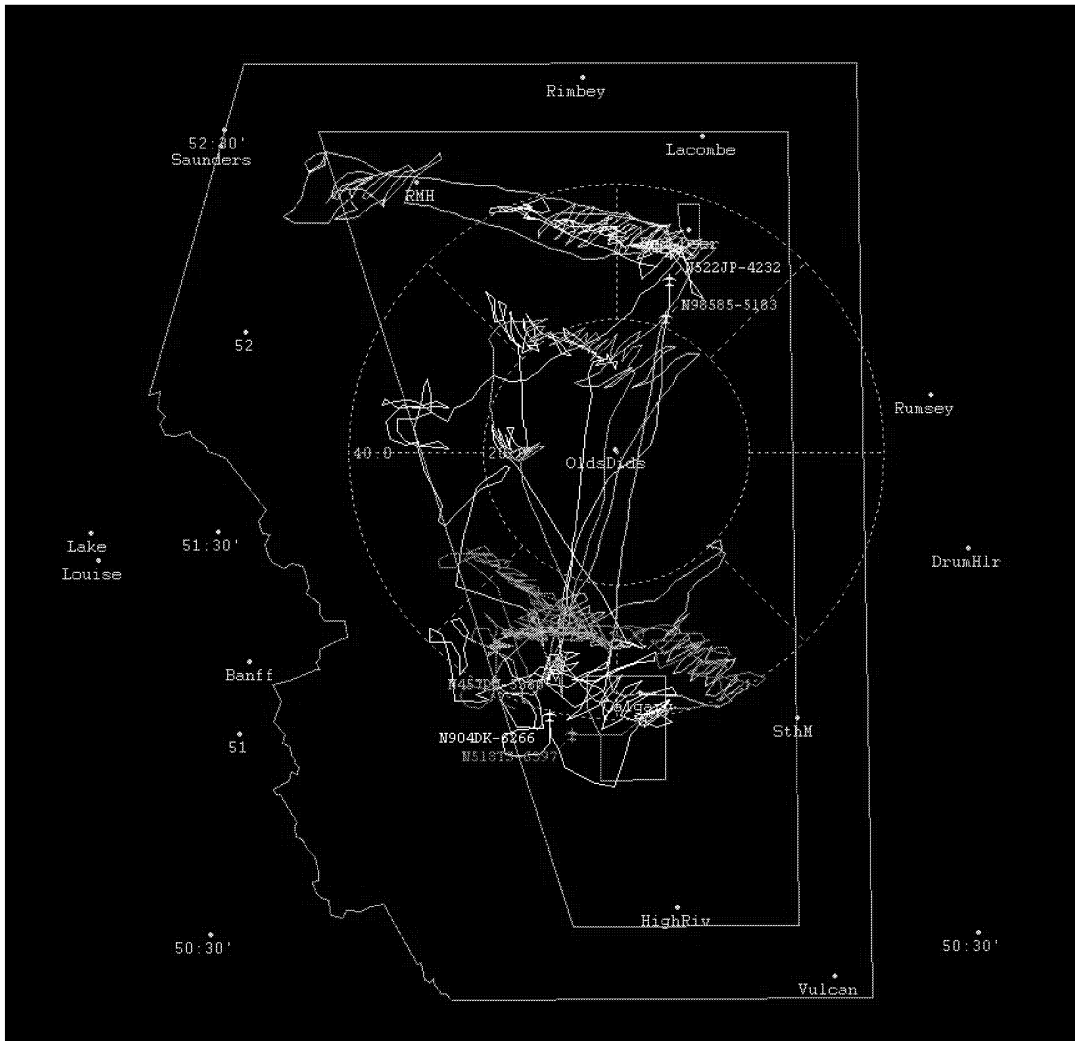 Rimbey
52:30'
Saunders
Lacombe
RMH
N522JP-4232
N98585-5183
52
Rumsey
40.0
OldsDids
Lake
Louise
51:30'
DrumHlr
Banff
Calgary
SthM
51
N904DK-6266
HighRiv
50:30'
50:30'
Vulcan